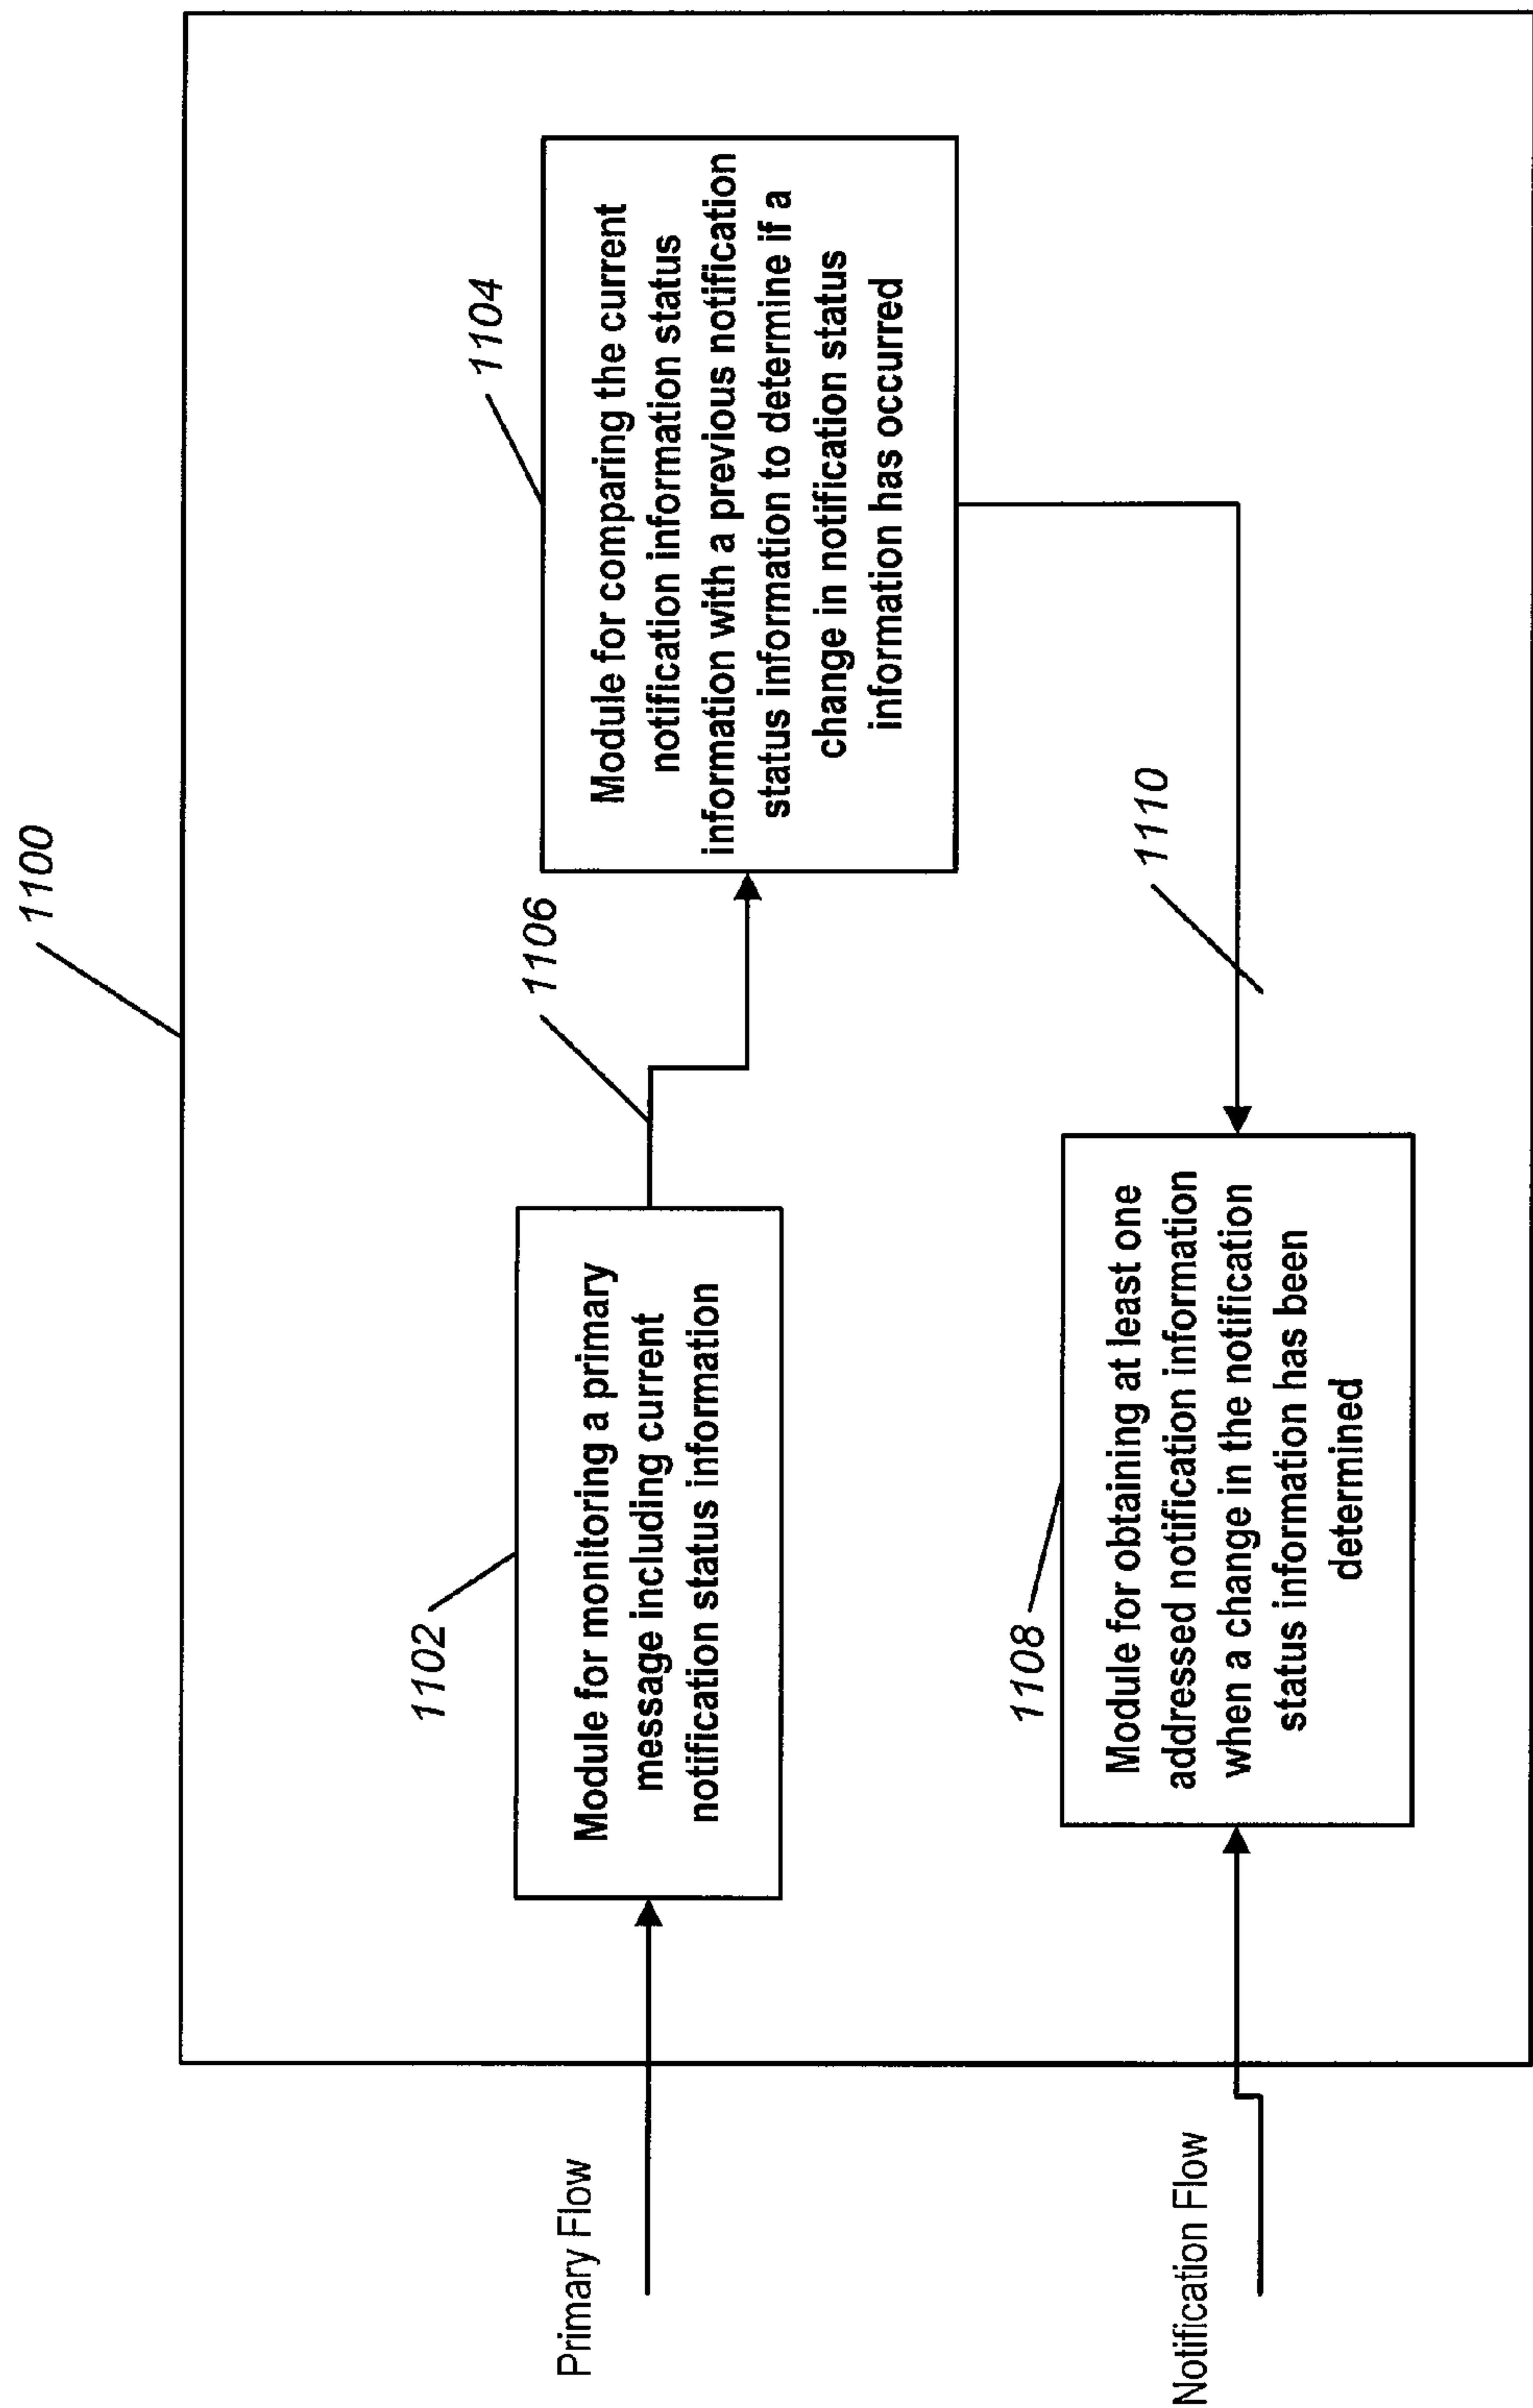 1100
1104
Module for comparing the current
notification information status
information with a previous notification
status information to determine if a
change in notification status
information has occurred
1106
1102
Module for monitoring a primary
message including current
notification status information
Primary Flow
1110
1108
Module for obtaining at least one
addressed notification information
when a change in the notification
status information has been
determined
Notification Flow